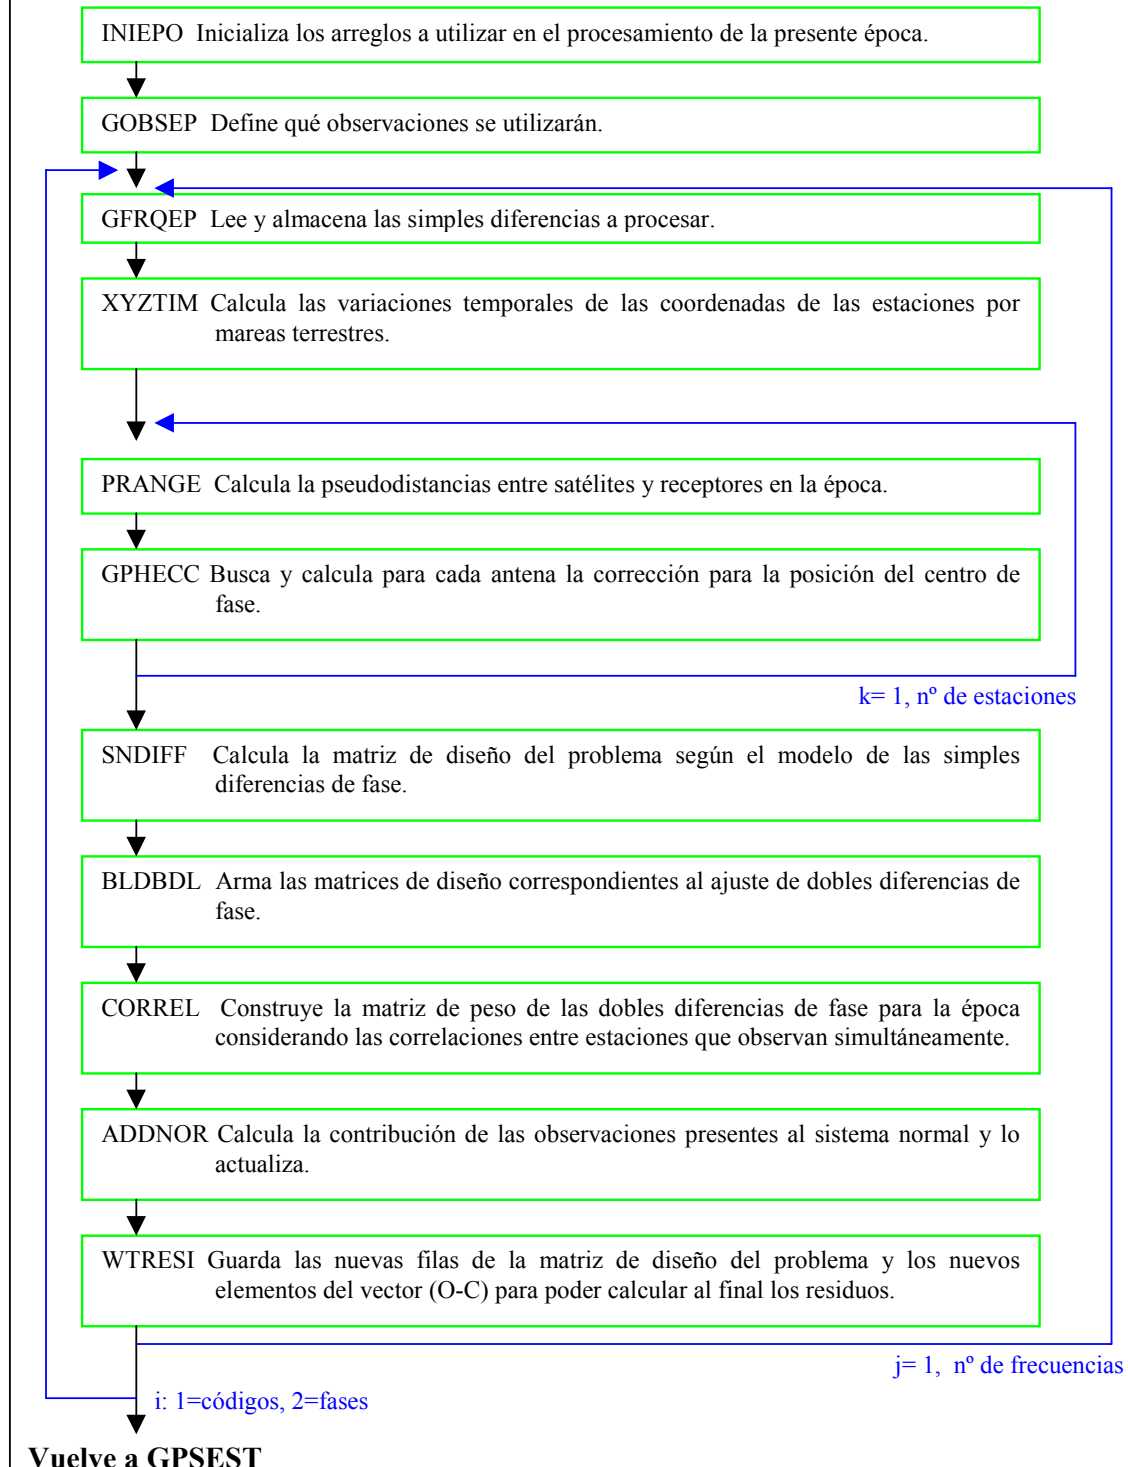 INIEPO Inicializa los arreglos a utilizar en el procesamiento de la presente época.
GOBSEP Define qué observaciones se utilizarán.
GFRQEP Lee y almacena las simples diferencias a procesar.
XYZTIM Calcula las variaciones temporales de las coordenadas de las estaciones por
mareas terrestres.
PRANGE Calcula la pseudodistancias entre satélites y receptores en la época.
GPHECC Busca y calcula para cada antena la corrección para la posición del centro de
fase.
k= 1, nº de estaciones
SNDIFF Calcula la matriz de diseño del problema según el modelo de las simples
diferencias de fase.
BLDBDL Arma las matrices de diseño correspondientes al ajuste de dobles diferencias de
fase.
CORREL Construye la matriz de peso de las dobles diferencias de fase para la época
considerando las correlaciones entre estaciones que observan simultáneamente.
ADDNOR Calcula la contribución de las observaciones presentes al sistema normal y lo
actualiza.
WTRESI Guarda las nuevas filas de la matriz de diseño del problema y los nuevos
elementos del vector (O-C) para poder calcular al final los residuos.
j= 1, nº de frecuencias
i: 1=códigos, 2=fases
Vuelve a GPSEST